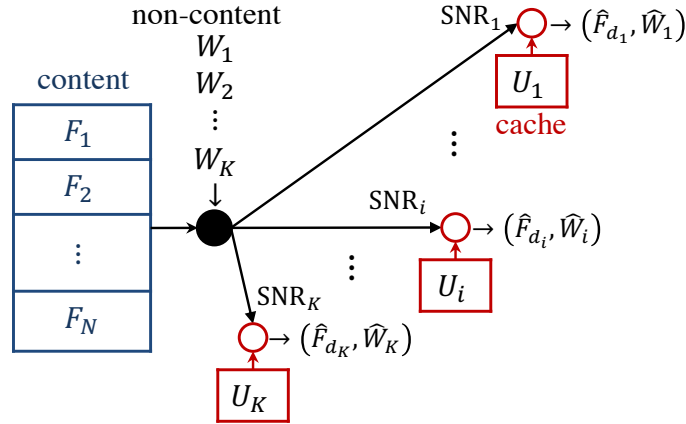 non-content
W_1
W_2
⋮
W_K
content
F_1
F_2
⋮
F_N
SNR_1
→ (F̂_{d_1}, Ŵ_1)
U_1
cache
⋮
SNR_i
→ (F̂_{d_i}, Ŵ_i)
U_i
⋮
SNR_K
→ (F̂_{d_K}, Ŵ_K)
U_K